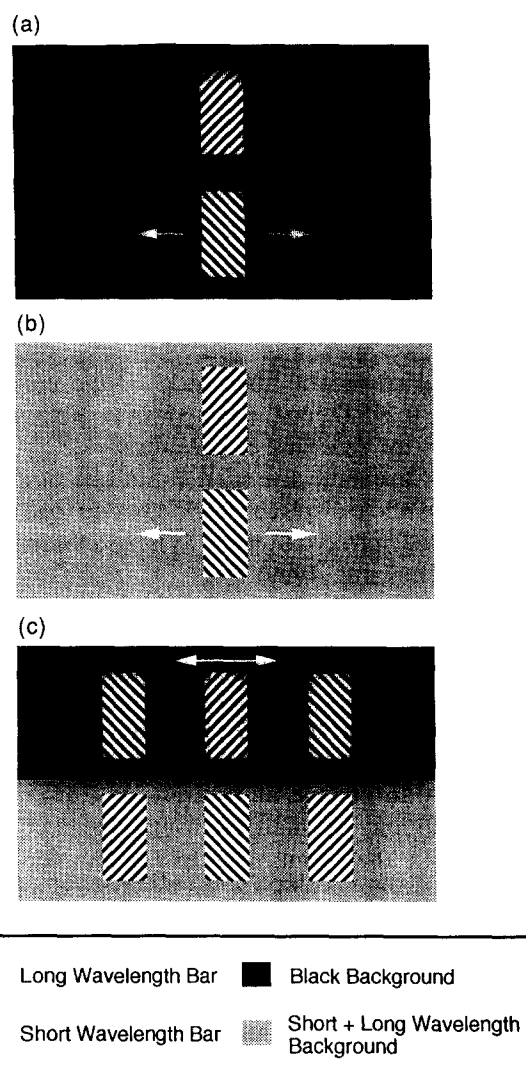 (a)
(b)
(c)
Long Wavelength Bar
Black Background
Short Wavelength Bar
Short + Long Wavelength
Background